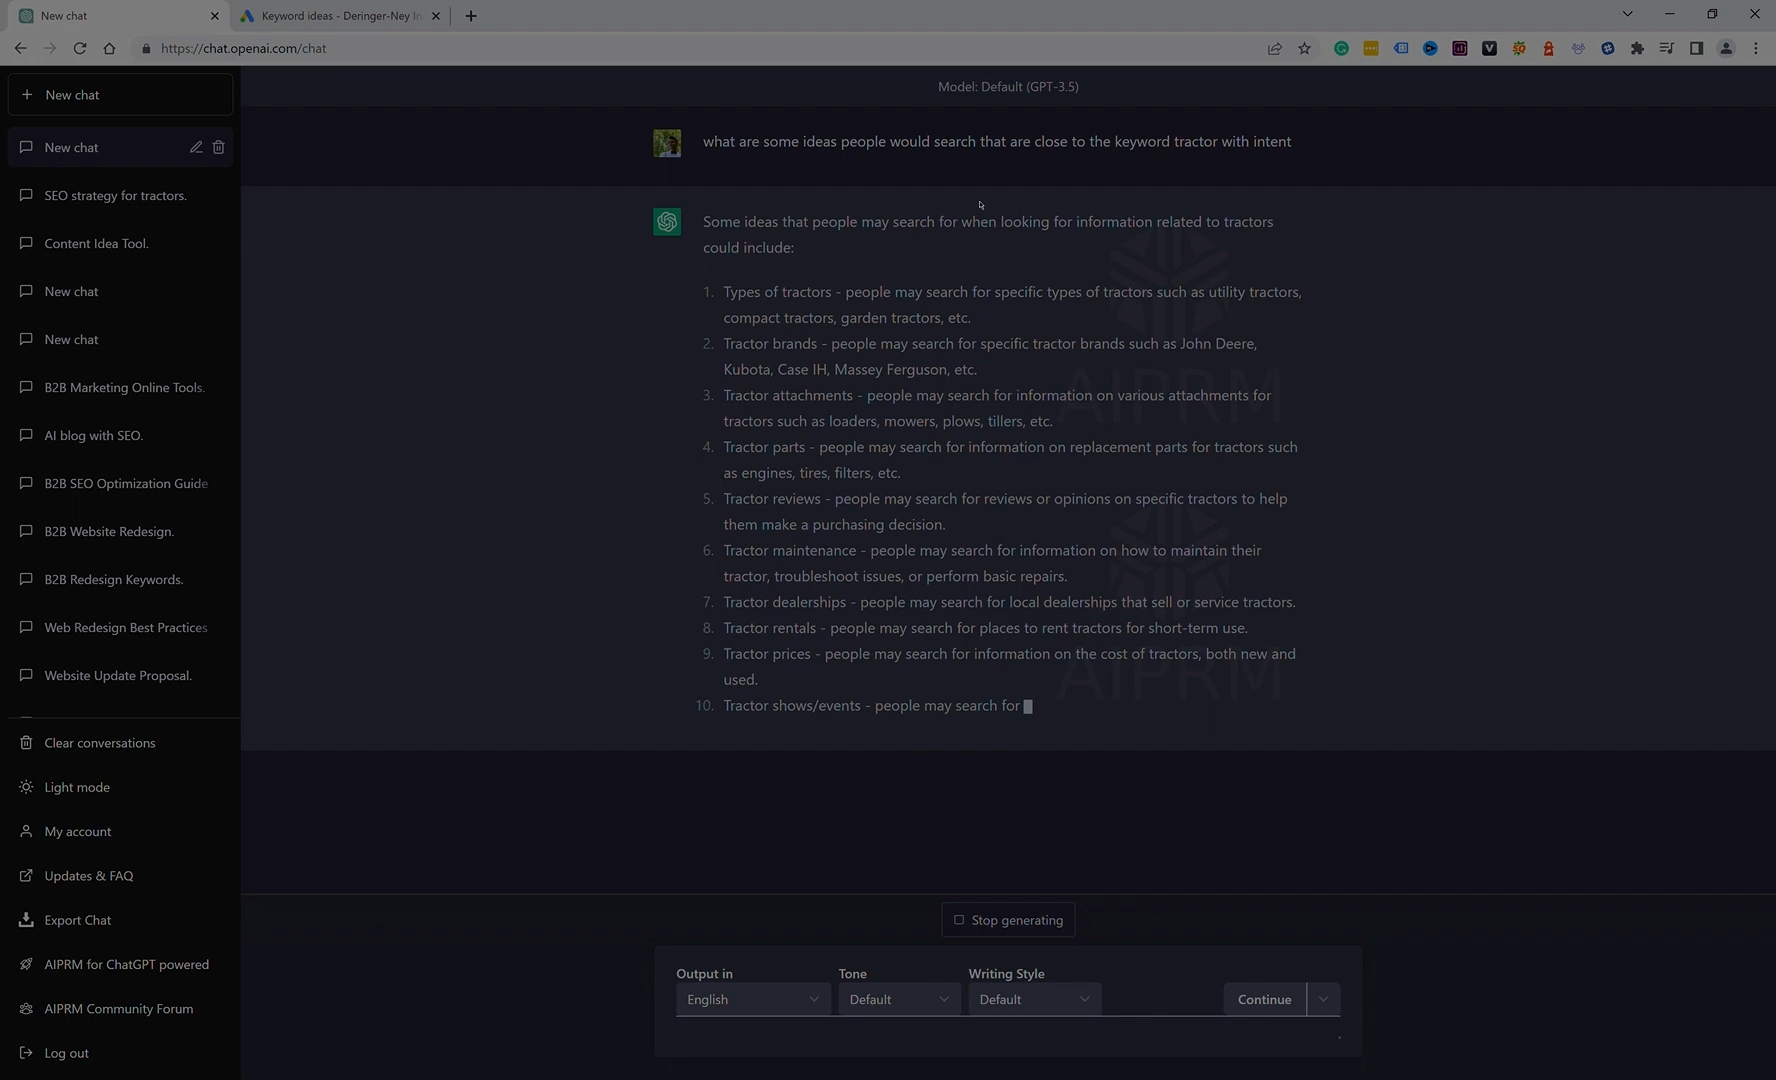 New chat
Keyword ideas - Deringer-Ney In
https://chat.openai.com/chat
New chat
New chat
SEO strategy for tractors.
Content Idea Tool.
New chat
New chat
B2B Marketing Online Tools.
AI blog with SEO.
B2B SEO Optimization Guide
B2B Website Redesign.
B2B Redesign Keywords.
Web Redesign Best Practices
Website Update Proposal.
Clear conversations
Light mode
My account
Updates & FAQ
Export Chat
AIPRM for ChatGPT powered
AIPRM Community Forum
Log out
Model: Default (GPT-3.5)
what are some ideas people would search that are close to the keyword tractor with intent
Some ideas that people may search for when looking for information related to tractors
could include:
1. Types of tractors - people may search for specific types of tractors such as utility tractors,
compact tractors, garden tractors, etc.
2. Tractor brands - people may search for specific tractor brands such as John Deere,
Kubota, Case IH, Massey Ferguson, etc.
3. Tractor attachments - people may search for information on various attachments for
tractors such as loaders, mowers, plows, tillers, etc.
4. Tractor parts - people may search for information on replacement parts for tractors such
as engines, tires, filters, etc.
5. Tractor reviews - people may search for reviews or opinions on specific tractors to help
them make a purchasing decision.
6. Tractor maintenance - people may search for information on how to maintain their
tractor, troubleshoot issues, or perform basic repairs.
7. Tractor dealerships - people may search for local dealerships that sell or service tractors.
8. Tractor rentals - people may search for places to rent tractors for short-term use.
9. Tractor prices - people may search for information on the cost of tractors, both new and
used.
10. Tractor shows/events - people may search for
AIPRM
AIPRM
Stop generating
Output in
Tone
Writing Style
English
Default
Default
Continue